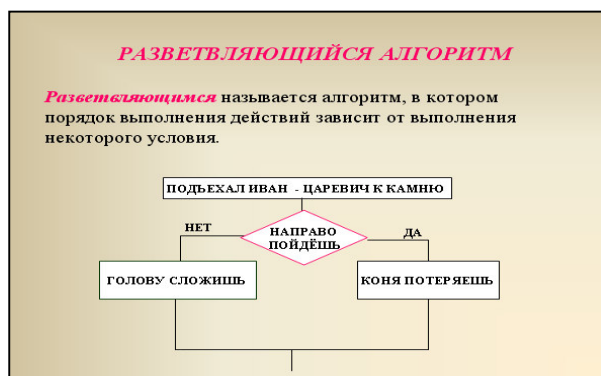 РАЗВЕТВЛЯЮЩИЙСЯ АЛГОРИТМ
Разветвляющимся называется алгоритм, в котором
порядок выполнения действий зависит от выполнения
некоторого условия.
ПОДЪЕХАЛ ИВАН - ЦАРЕВИЧ К КАМНЮ
НЕТ
НАПРАВО
ПОЙДЁШЬ
ДА
ГОЛОВУ СЛОЖИШЬ
КОНЯ ПОТЕРЯЕШЬ